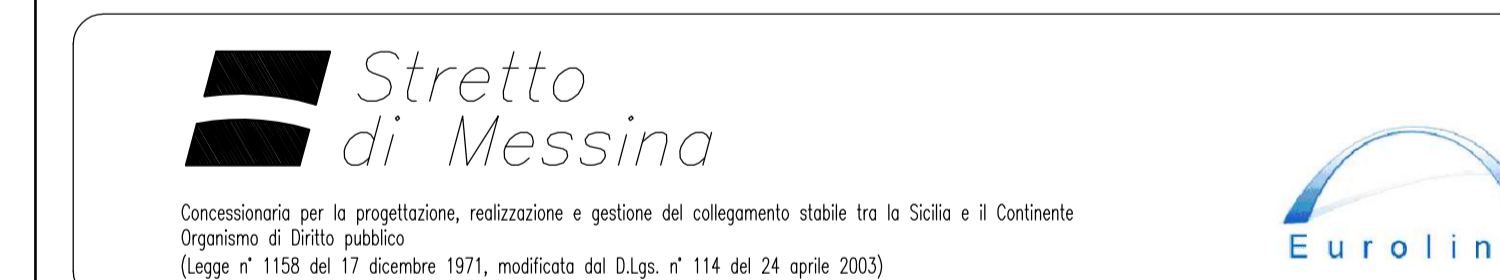 Stretto
di Messina
Concessionaria per la progettazione, realizzazione e gestione del collegamento stabile tra la Sicilia e il Continente
Organismo di Diritto pubblico
(Legge n° 1158 del 17 dicembre 1971, modificata dal D.Lgs. n° 114 del 24 aprile 2003)
Eurolin